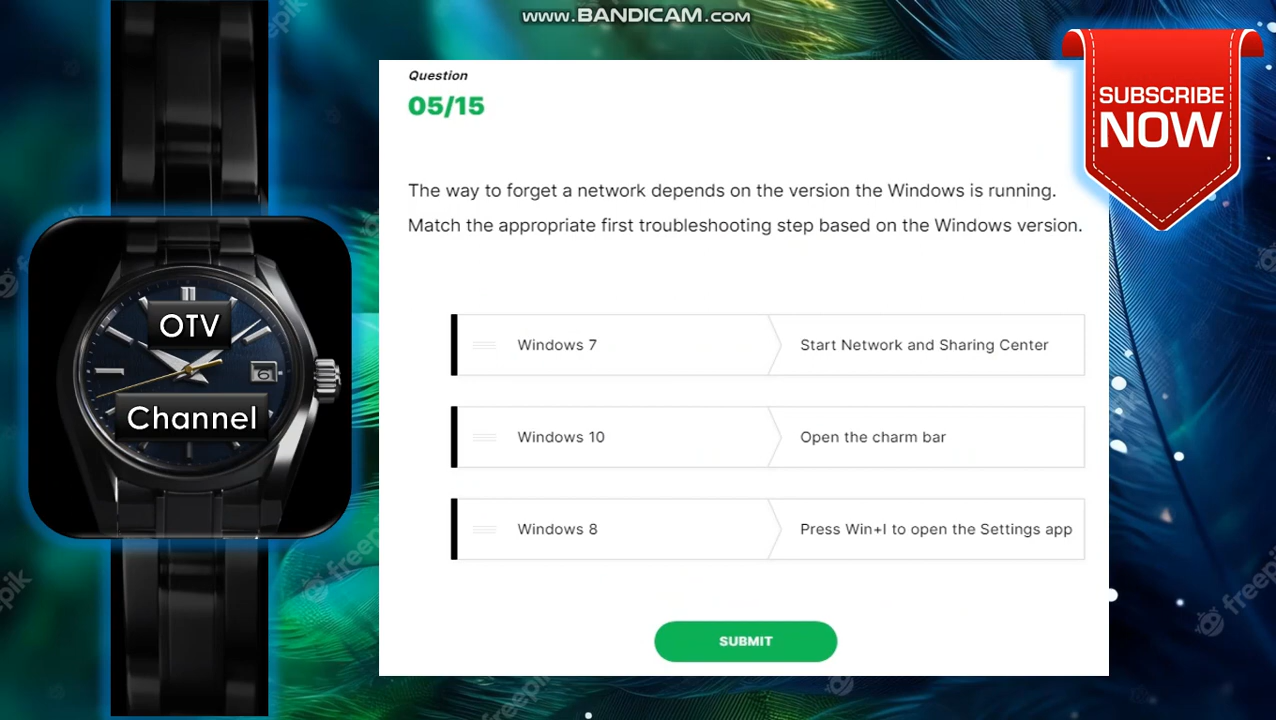 www.BANDICAM.com
Question
05/15
SUBSCRIBE
NOW
The way to forget a network depends on the version the Windows is running.
Match the appropriate first troubleshooting step based on the Windows version.
OTV
Channel
6
Windows 7
Start Network and Sharing Center
Windows 10
Open the charm bar
Windows 8
Press Win+I to open the Settings app
SUBMIT
freepik
freepik